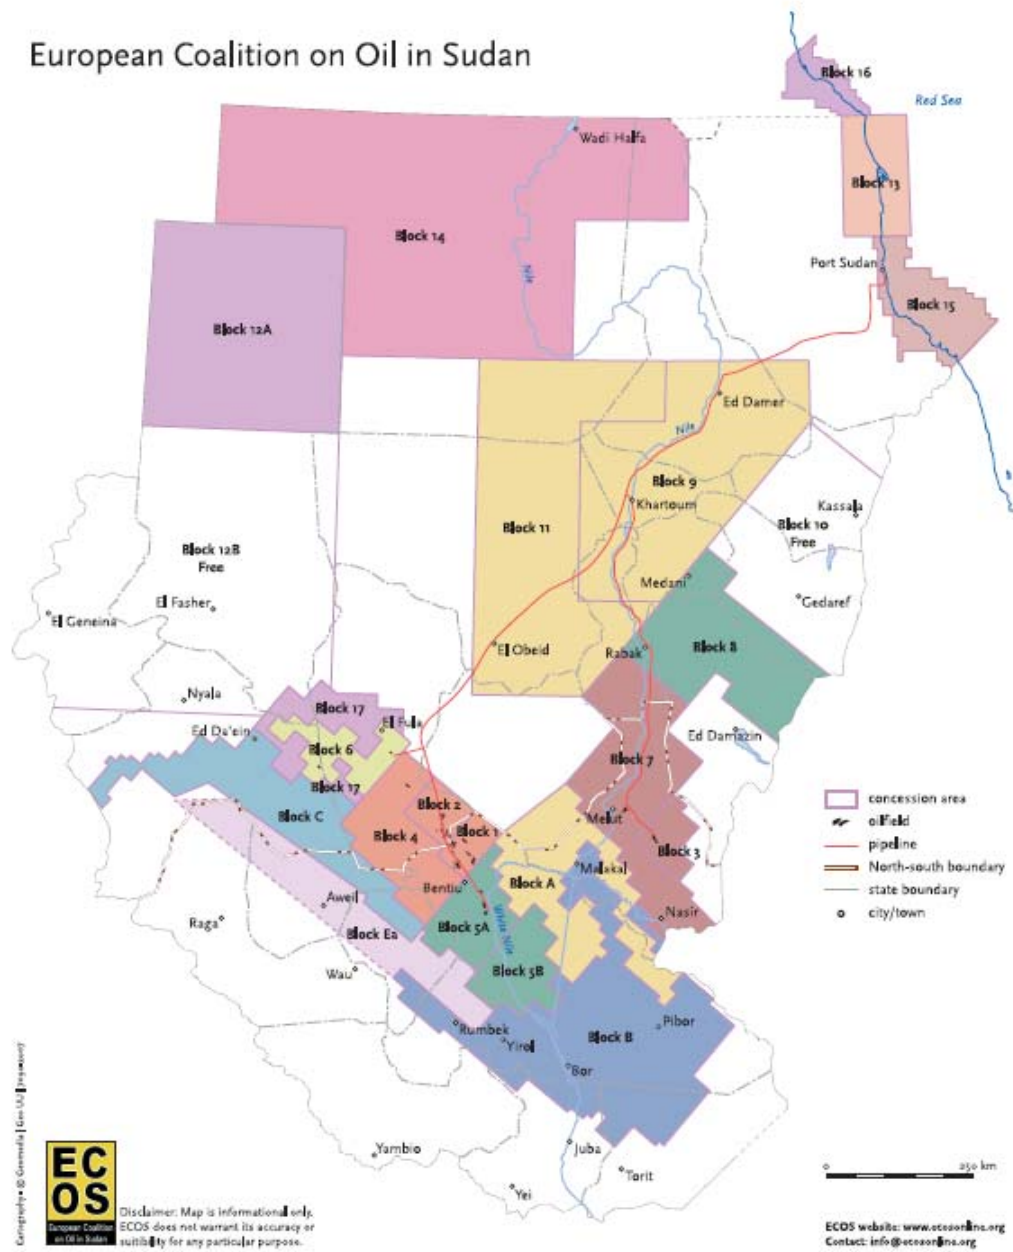 European Coalition on Oil in Sudan
Block 16
Red Sea
Wadi Halfa
Block 13
Block 14
Port Sudan
Nile
Block 15
Block 12A
Ed Damer
Nile
Block 9
Kassala
Khartoum
Block 10
Free
Block 11
Block 12B
Free
Medani
El Fasher
Gedaref
El Geneina
El Obeid
Rabak
Block 8
Nyala
Block 17
El Fula
Ed Da'ein
Ed Damazin
Block 6
Block 7
Block 17
concession area
Block 2
Block C
Melut
oilfield
Block 4
Block 1
pipeline
Block 3
Malakal
North-south boundary
Bentiu
Block A
state boundary
Aweil
Nasir
city/town
Raga
Block 5A
White Nile
Block Ea
Wau
Block 5B
Pibor
Rumbek
Block B
Yirol
Bor
Yambio
Juba
Torit
Yei
0
250 km
EC
OS
European Coalition
on Oil in Sudan
Disclaimer: Map is informational only.
ECOS does not warrant its accuracy or
suitibility for any particular purpose.
ECOS website: www.ecosonline.org
Contact: info@ecosonline.org